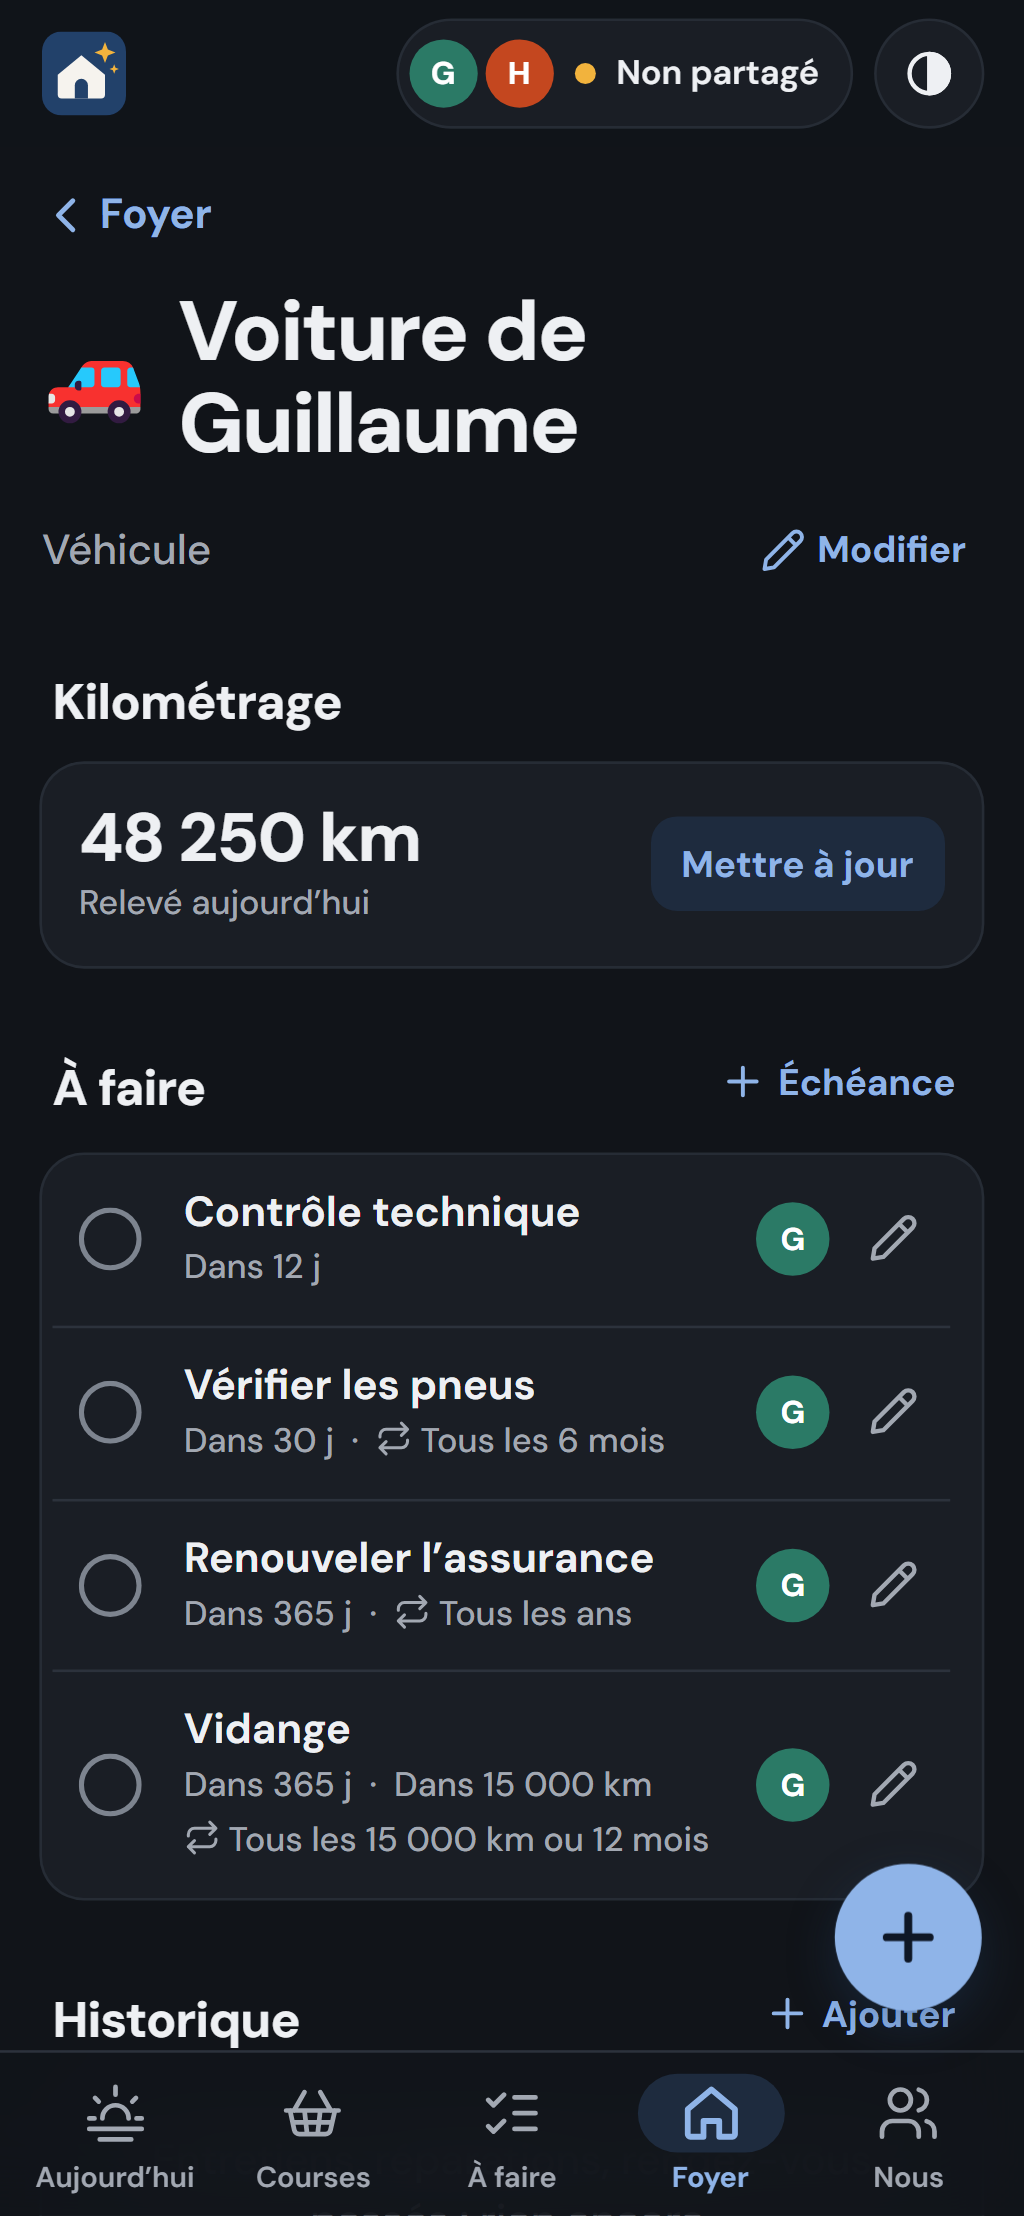 G H Non partagé
Foyer
Voiture de
Guillaume
Véhicule
Modifier
Kilométrage
48 250 km
Relevé aujourd’hui
Mettre à jour
À faire
Échéance
Contrôle technique
Dans 12 j
G
Vérifier les pneus
Dans 30 j · Tous les 6 mois
G
Renouveler l’assurance
Dans 365 j · Tous les ans
G
Vidange
Dans 365 j · Dans 15 000 km
Tous les 15 000 km ou 12 mois
G
Historique
Ajouter
Aujourd’hui
Courses
À faire
Foyer
Nous